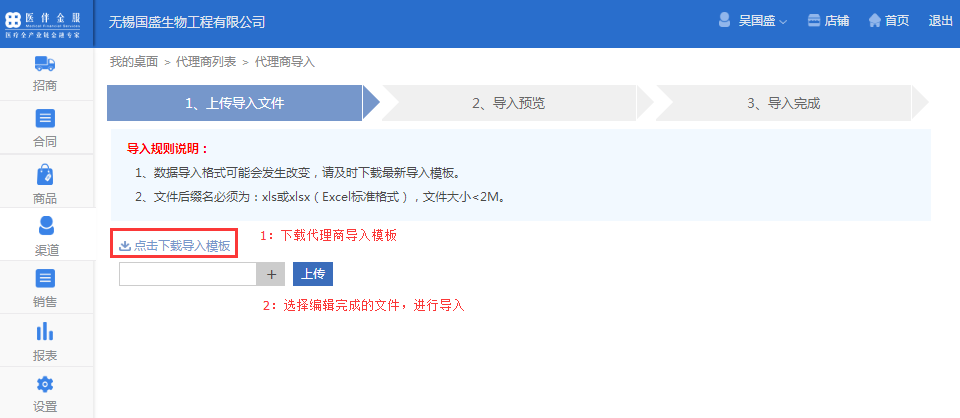 医伴金服
Medical Financial Services
医疗全产业链金融专家
无锡国盛生物工程有限公司
吴国盛
店铺
首页
退出
我的桌面 > 代理商列表 > 代理商导入
招商
合同
商品
渠道
销售
报表
设置
1、上传导入文件
2、导入预览
3、导入完成
导入规则说明：
1、数据导入格式可能会发生改变，请及时下载最新导入模板。
2、文件后缀名必须为：xls或xlsx（Excel标准格式），文件大小<2M。
点击下载导入模板
1：下载代理商导入模板
+
上传
2：选择编辑完成的文件，进行导入